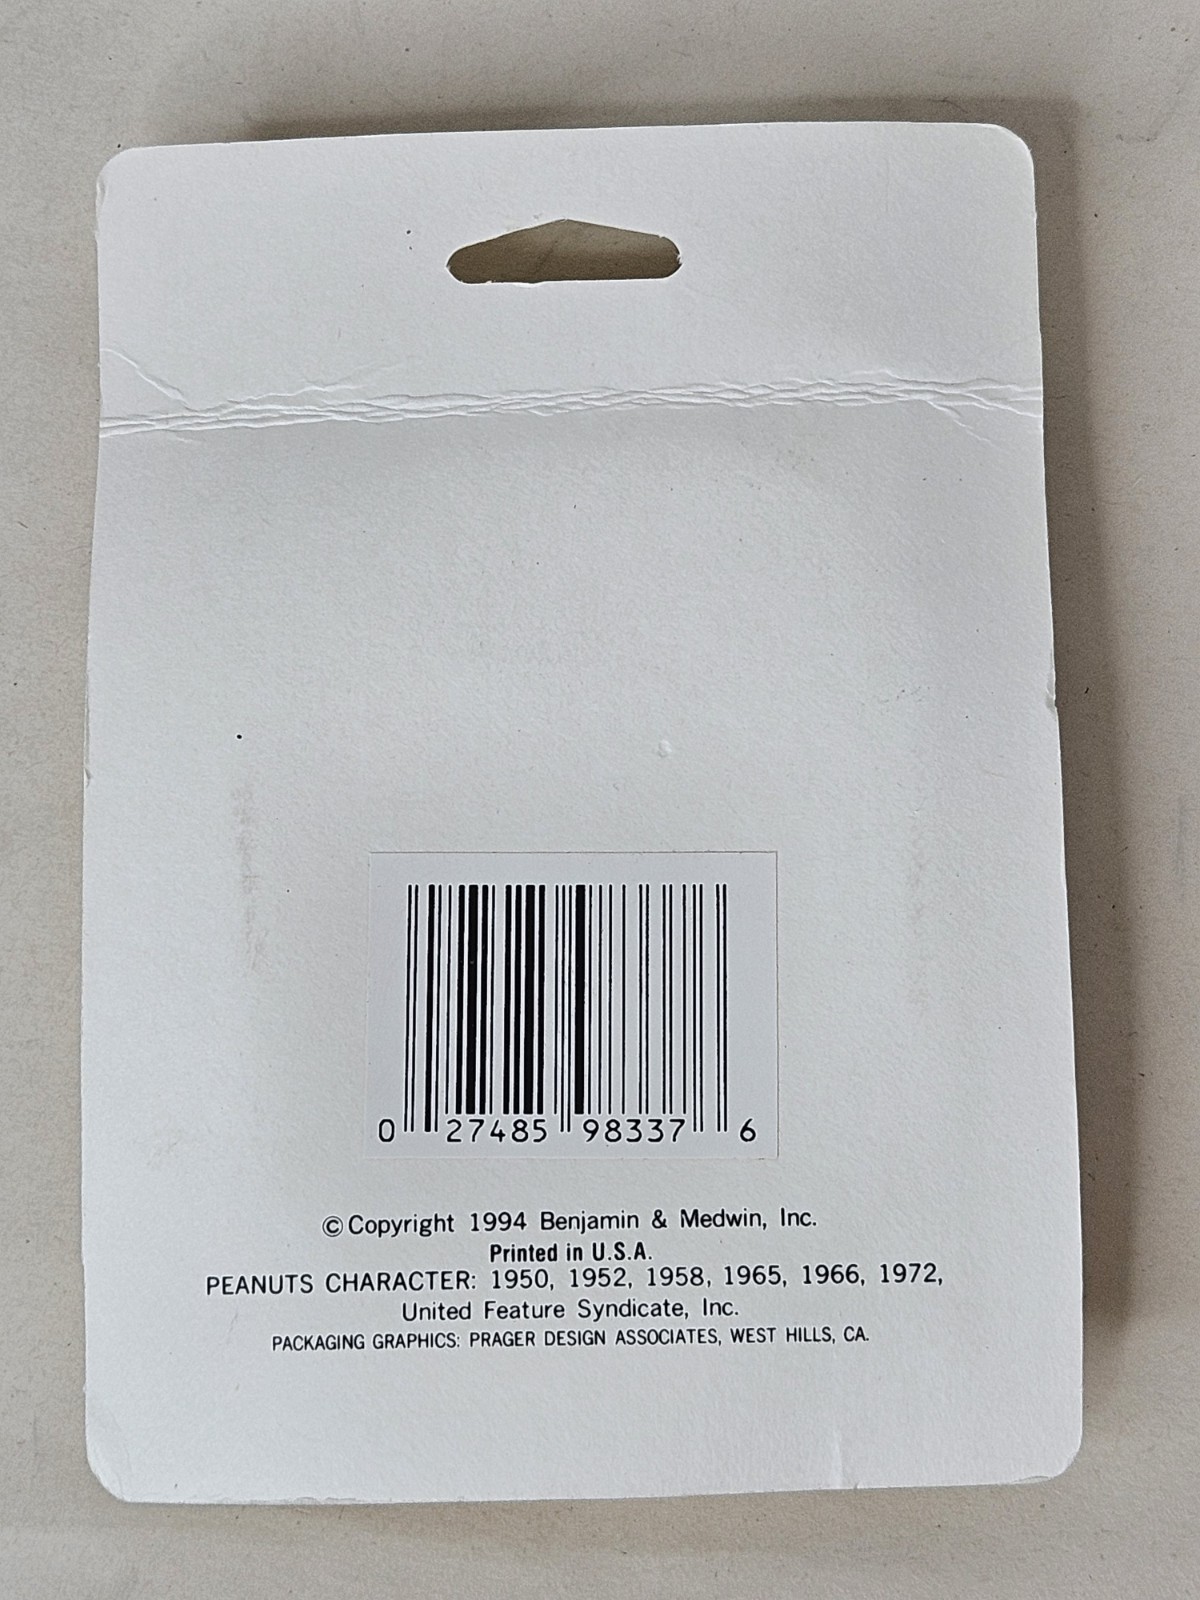 0 27485 98337 6
©Copyright 1994 Benjamin & Medwin, Inc.
Printed in U.S.A.
PEANUTS CHARACTER: 1950, 1952, 1958, 1965, 1966, 1972,
United Feature Syndicate, Inc.
PACKAGING GRAPHICS: PRAGER DESIGN ASSOCIATES, WEST HILLS, CA.